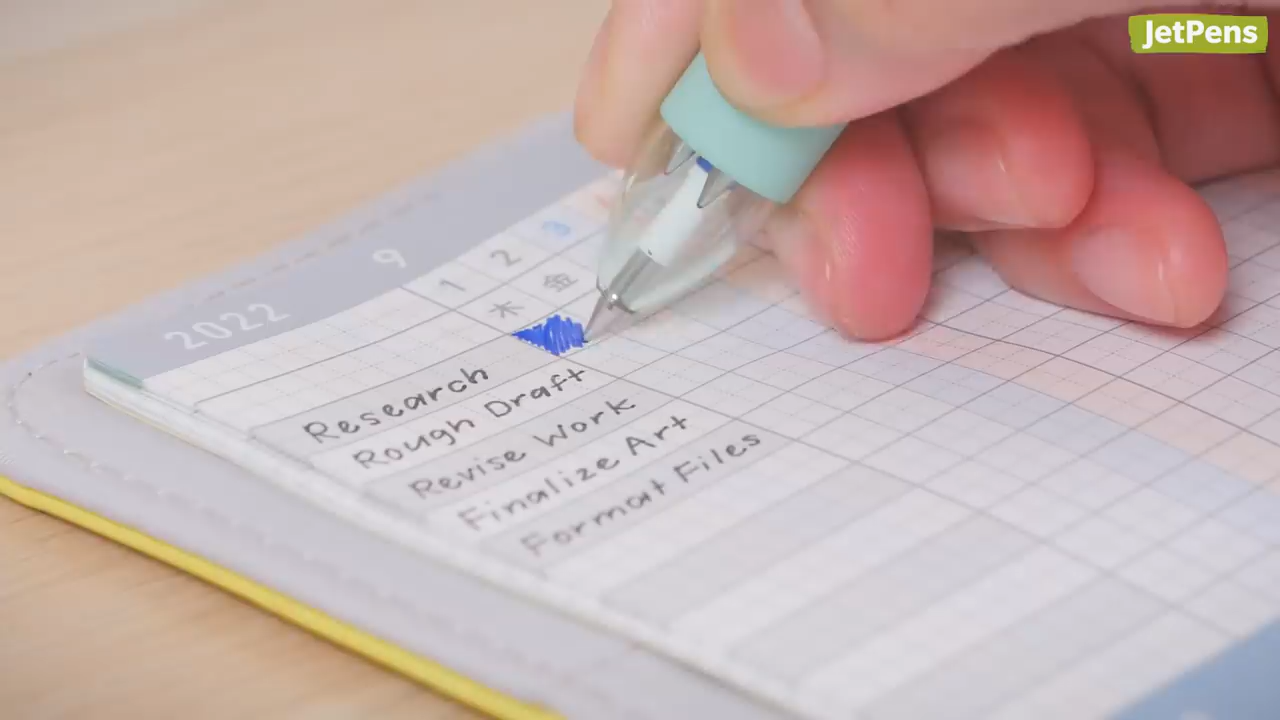 JetPens
2022 9
1 2 3
木 金
Research
Rough Draft
Revise Work
Finalize Art
Format Files